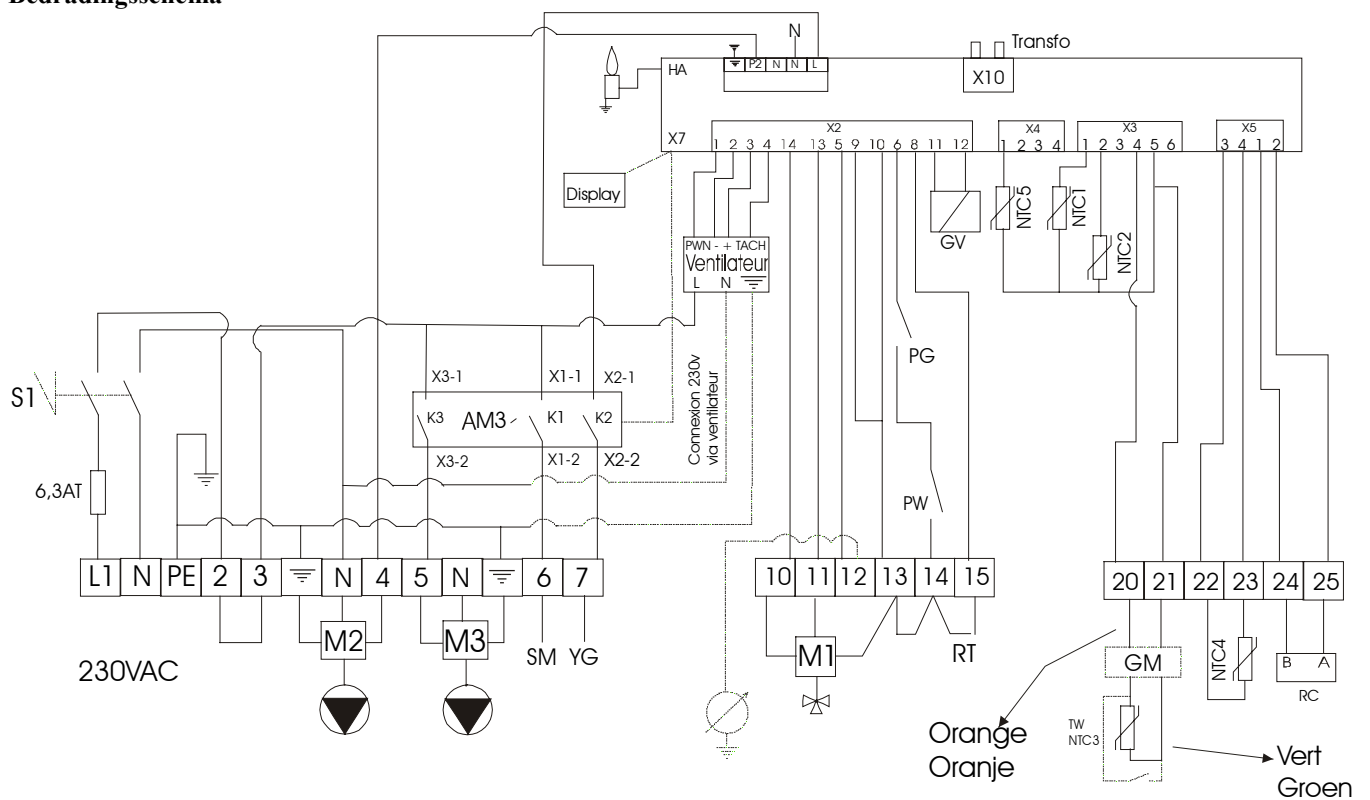 Bedradingsschema
N
Transfo
HA
P2 N N L
X10
X7
X2
X4
X3
X5
1 2 3 4 14 13 5 9 10 6 8 11 12
1 2 3 4
1 2 3 4 5 6
3 4 1 2
Display
NTC5
NTC1
NTC2
GV
PWN - + TACH
Ventilateur
L N
PG
Connexion 230v
via ventilateur
X3-1 X1-1 X2-1
S1
K3 AM3 K1 K2
X3-2 X1-2 X2-2
6,3AT
PW
L1 N PE 2 3 N 4 5 N 6 7
10 11 12 13 14 15
20 21 22 23 24 25
M2
M3
SM YG
M1
RT
GM
NTC4
B A
RC
230VAC
TW
NTC3
Orange
Oranje
Vert
Groen